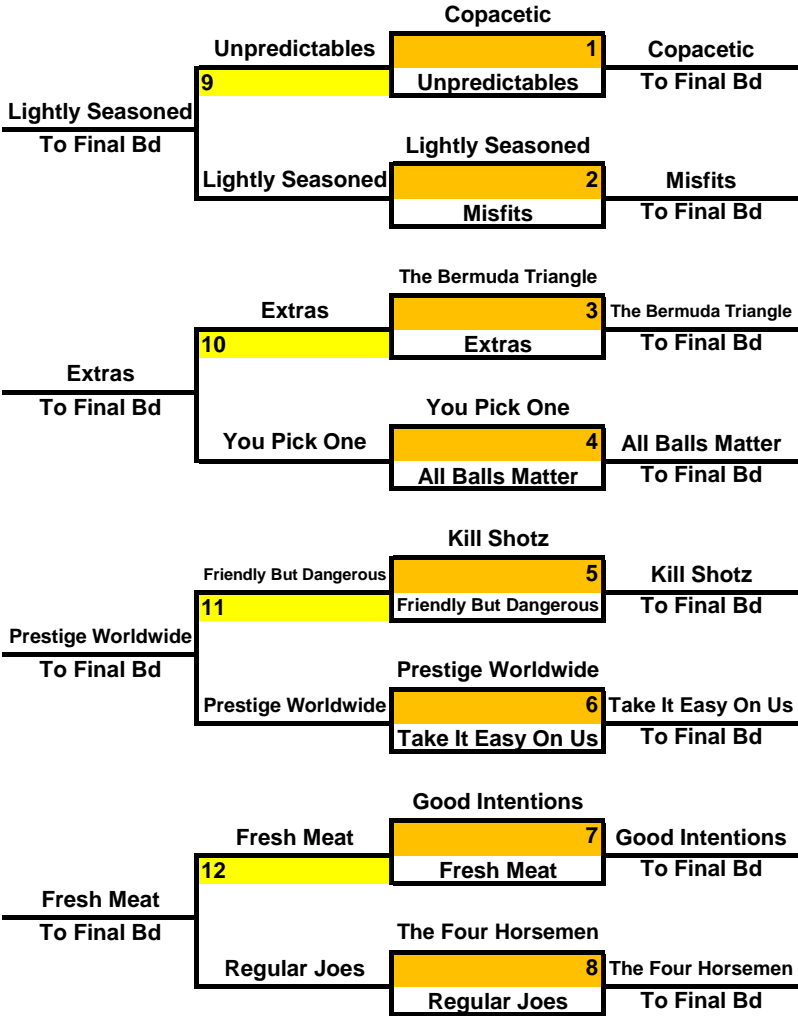 Copacetic
Unpredictables 1 Copacetic
9 Unpredictables To Final Bd
Lightly Seasoned
To Final Bd Lightly Seasoned
Lightly Seasoned 2 Misfits
Misfits To Final Bd
The Bermuda Triangle
Extras 3 The Bermuda Triangle
10 Extras To Final Bd
Extras
To Final Bd You Pick One
You Pick One 4 All Balls Matter
All Balls Matter To Final Bd
Kill Shotz
Friendly But Dangerous 5 Kill Shotz
11 Friendly But Dangerous To Final Bd
Prestige Worldwide
To Final Bd Prestige Worldwide
Prestige Worldwide 6 Take It Easy On Us
Take It Easy On Us To Final Bd
Good Intentions
Fresh Meat 7 Good Intentions
12 Fresh Meat To Final Bd
Fresh Meat
To Final Bd The Four Horsemen
Regular Joes 8 The Four Horsemen
Regular Joes To Final Bd